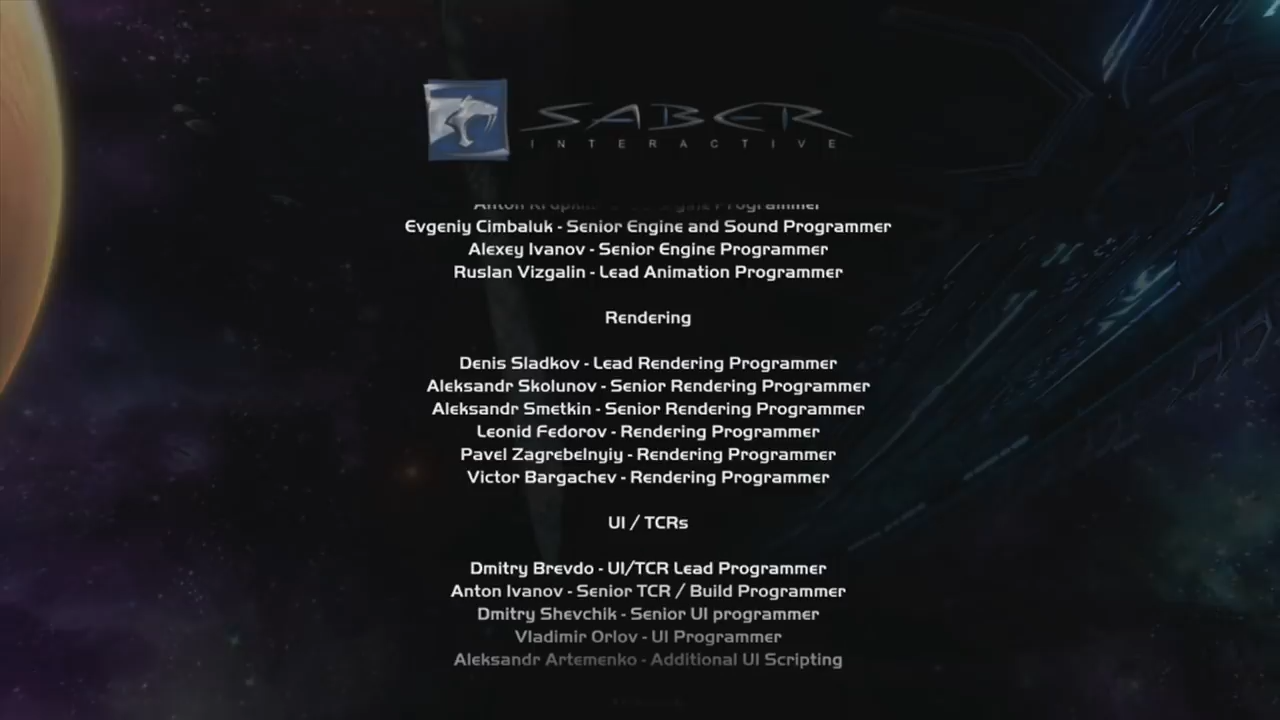 SABER
INTERACTIVE
Evgeniy Cimbaluk - Senior Engine and Sound Programmer
Alexey Ivanov - Senior Engine Programmer
Ruslan Vizgalin - Lead Animation Programmer
Rendering
Denis Sladkov - Lead Rendering Programmer
Aleksandr Skolunov - Senior Rendering Programmer
Aleksandr Smetkin - Senior Rendering Programmer
Leonid Fedorov - Rendering Programmer
Pavel Zagrebelnyiy - Rendering Programmer
Victor Bargachev - Rendering Programmer
UI / TCRs
Dmitry Brevdo - UI/TCR Lead Programmer
Anton Ivanov - Senior TCR / Build Programmer
Dmitry Shevchik - Senior UI programmer
Vladimir Orlov - UI Programmer
Aleksandr Artemenko - Additional UI Scripting